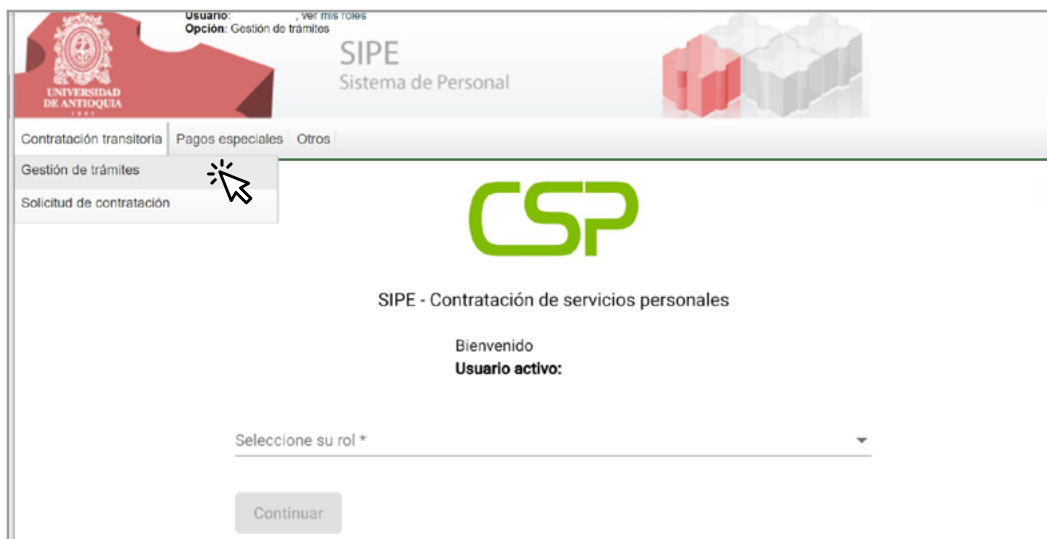 Usuario: , ver mis roles
Opción: Gestión de trámites
SIPE
Sistema de Personal
UNIVERSIDAD
DE ANTIOQUIA
1803
Contratación transitoria Pagos especiales Otros
Gestión de trámites
Solicitud de contratación
CSP
SIPE - Contratación de servicios personales
Bienvenido
Usuario activo:
Seleccione su rol *
Continuar